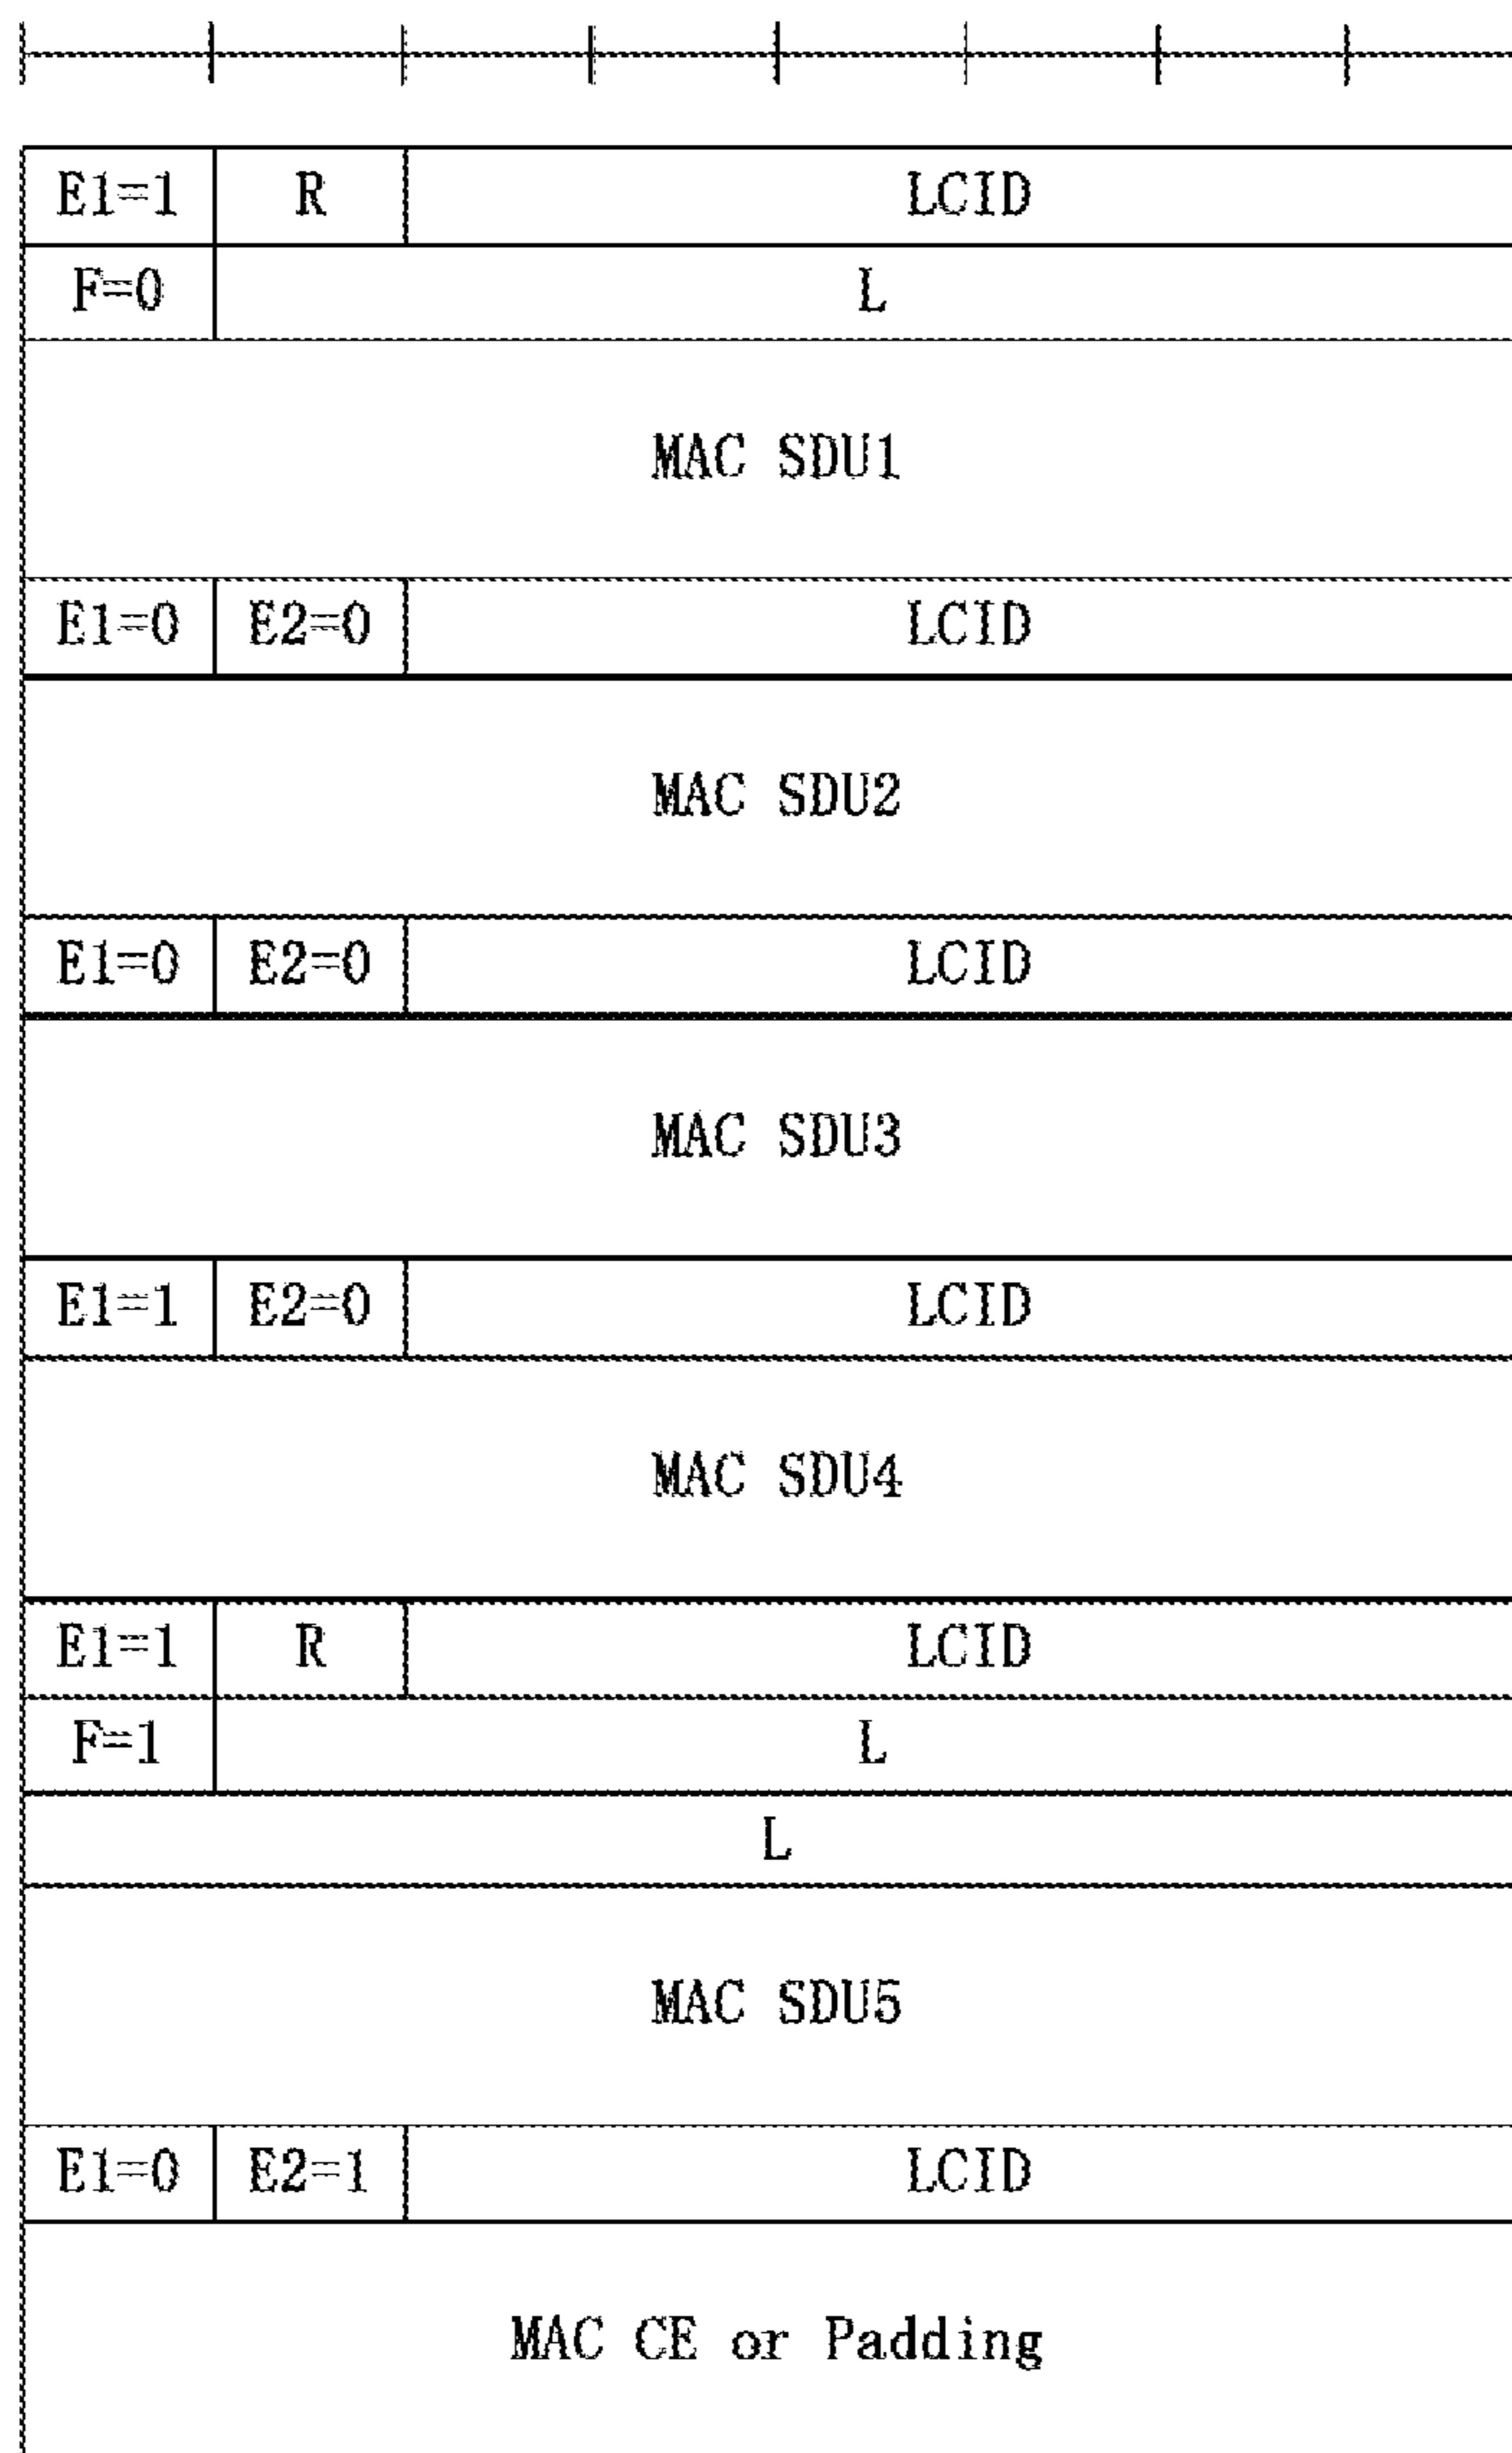 E1=1 R LCID
F=0 L
MAC SDU1
E1=0 E2=0 LCID
MAC SDU2
E1=0 E2=0 LCID
MAC SDU3
E1=1 E2=0 LCID
MAC SDU4
E1=1 R LCID
F=1 L
L
MAC SDU5
E1=0 E2=1 LCID
MAC CE or Padding